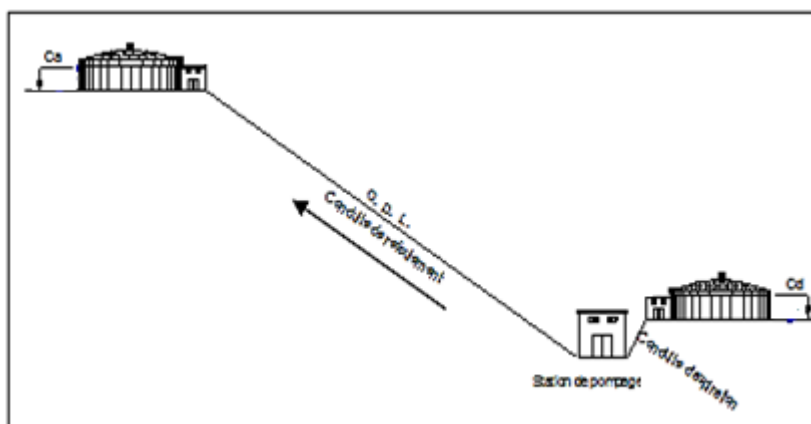 Ca
Q, D, L,
Conduite de refoulement
Cd
Conduite d'aspiration
Station de pompage